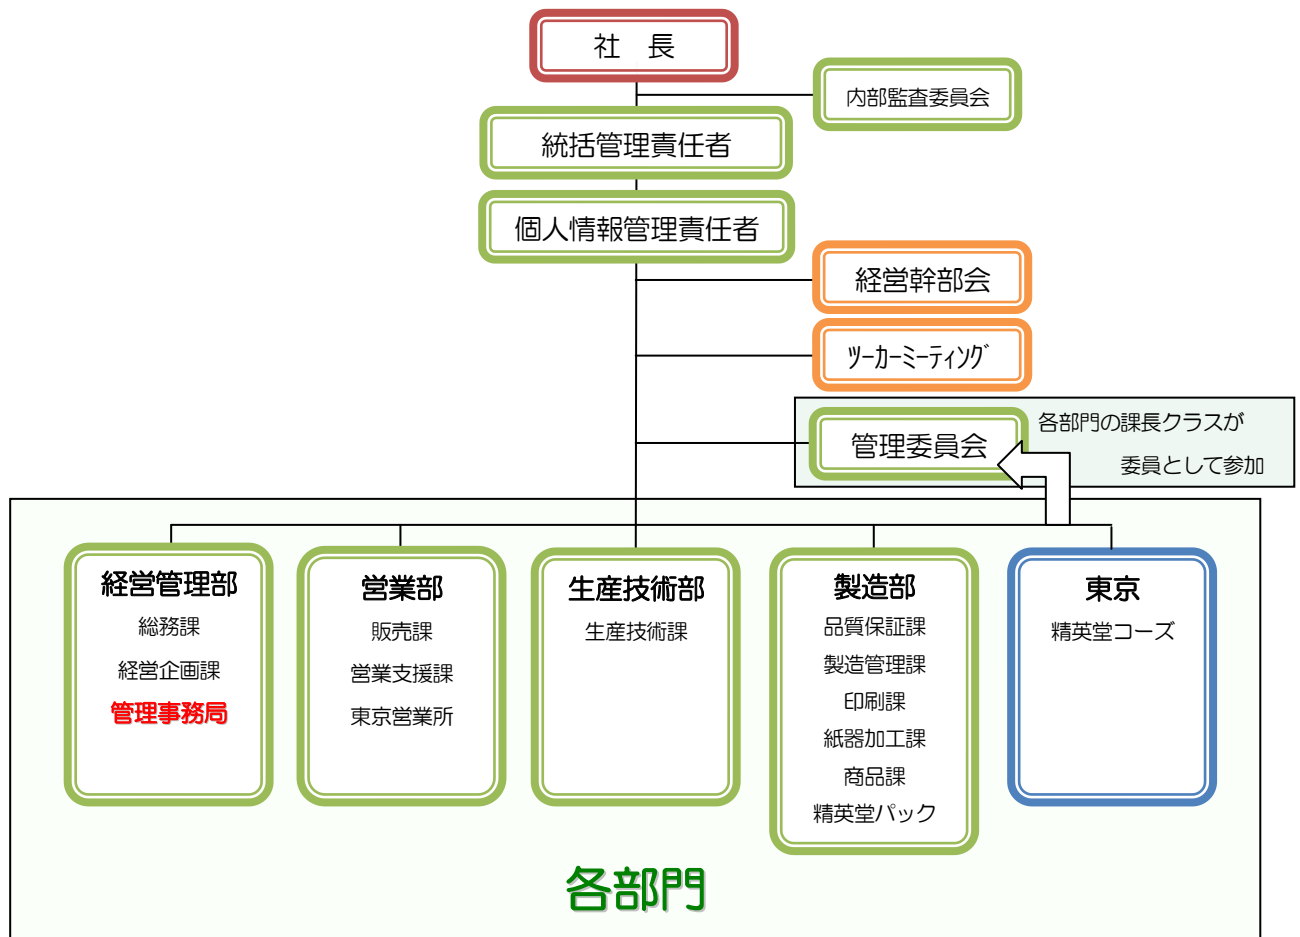 社　長
内部監査委員会
統括管理責任者
個人情報管理責任者
経営幹部会
ﾂｰｶｰﾐｰﾃｨﾝｸﾞ
管理委員会
各部門の課長クラスが
委員として参加
経営管理部
総務課
経営企画課
管理事務局
営業部
販売課
営業支援課
東京営業所
生産技術部
生産技術課
製造部
品質保証課
製造管理課
印刷課
紙器加工課
商品課
精英堂パック
東京
精英堂コーズ
各部門